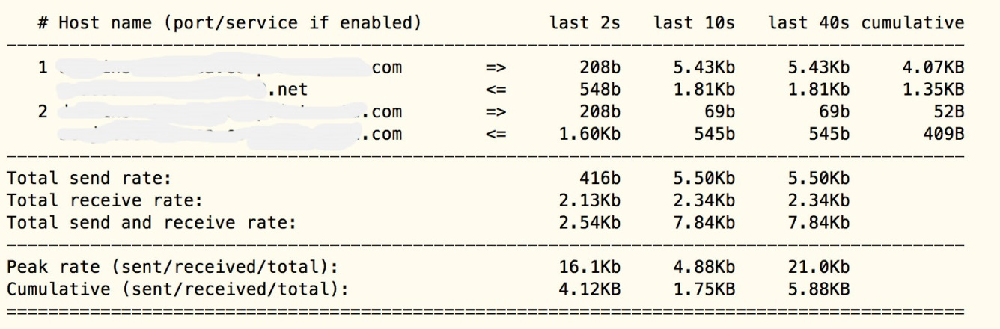 # Host name (port/service if enabled) last 2s last 10s last 40s cumulative
1 com => 208b 5.43Kb 5.43Kb 4.07KB
.net <= 548b 1.81Kb 1.81Kb 1.35KB
2 .com => 208b 69b 69b 52B
.com <= 1.60Kb 545b 545b 409B
Total send rate: 416b 5.50Kb 5.50Kb
Total receive rate: 2.13Kb 2.34Kb 2.34Kb
Total send and receive rate: 2.54Kb 7.84Kb 7.84Kb
Peak rate (sent/received/total): 16.1Kb 4.88Kb 21.0Kb
Cumulative (sent/received/total): 4.12KB 1.75KB 5.88KB